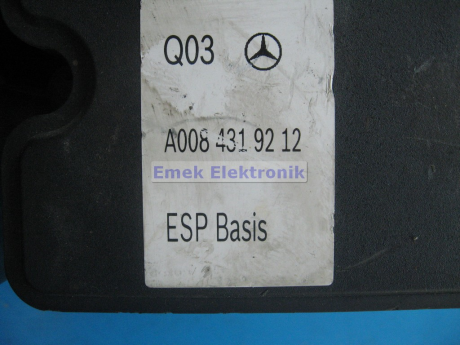 Q03
A008 431 92 12
Emek Elektronik
ESP Basis